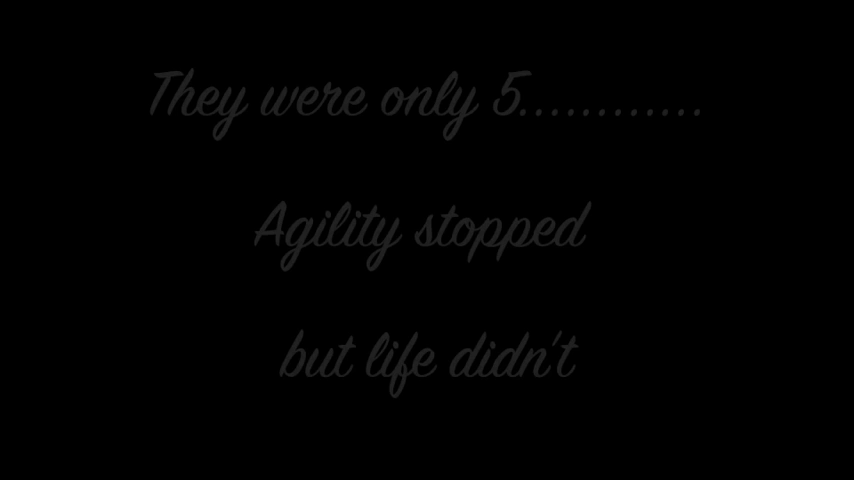 They were only 5............
Agility stopped
but life didn't